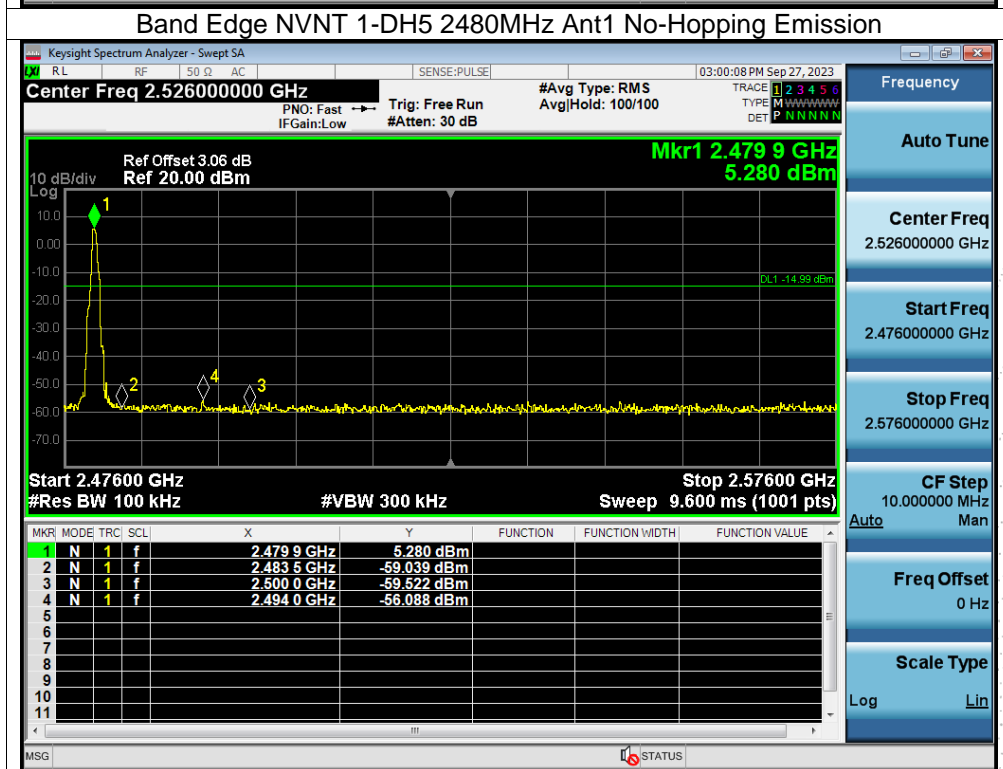 Band Edge NVNT 1-DH5 2480MHz Ant1 No-Hopping Emission
Keysight Spectrum Analyzer - Swept SA
LXI RL RF 50 Ω AC SENSE:PULSE 03:00:08 PM Sep 27, 2023
Center Freq 2.526000000 GHz
PNO: Fast
IFGain:Low
Trig: Free Run
#Atten: 30 dB
#Avg Type: RMS
Avg|Hold: 100/100
TRACE 1 2 3 4 5 6
TYPE M WWWWW
DET P N N N N N
Ref Offset 3.06 dB
Ref 20.00 dBm
10 dB/div
Log
Mkr1 2.479 9 GHz
5.280 dBm
10.0
0.00
-10.0
-20.0
-30.0
-40.0
-50.0
-60.0
-70.0
1
2
4
3
DL1 -14.99 dBm
Start 2.47600 GHz Stop 2.57600 GHz
#Res BW 100 kHz #VBW 300 kHz Sweep 9.600 ms (1001 pts)
MKR MODE TRC SCL X Y FUNCTION FUNCTION WIDTH FUNCTION VALUE
1 N 1 f 2.479 9 GHz 5.280 dBm
2 N 1 f 2.483 5 GHz -59.039 dBm
3 N 1 f 2.500 0 GHz -59.522 dBm
4 N 1 f 2.494 0 GHz -56.088 dBm
5
6
7
8
9
10
11
MSG STATUS
Frequency
Auto Tune
Center Freq
2.526000000 GHz
Start Freq
2.476000000 GHz
Stop Freq
2.576000000 GHz
CF Step
10.000000 MHz
Auto Man
Freq Offset
0 Hz
Scale Type
Log Lin